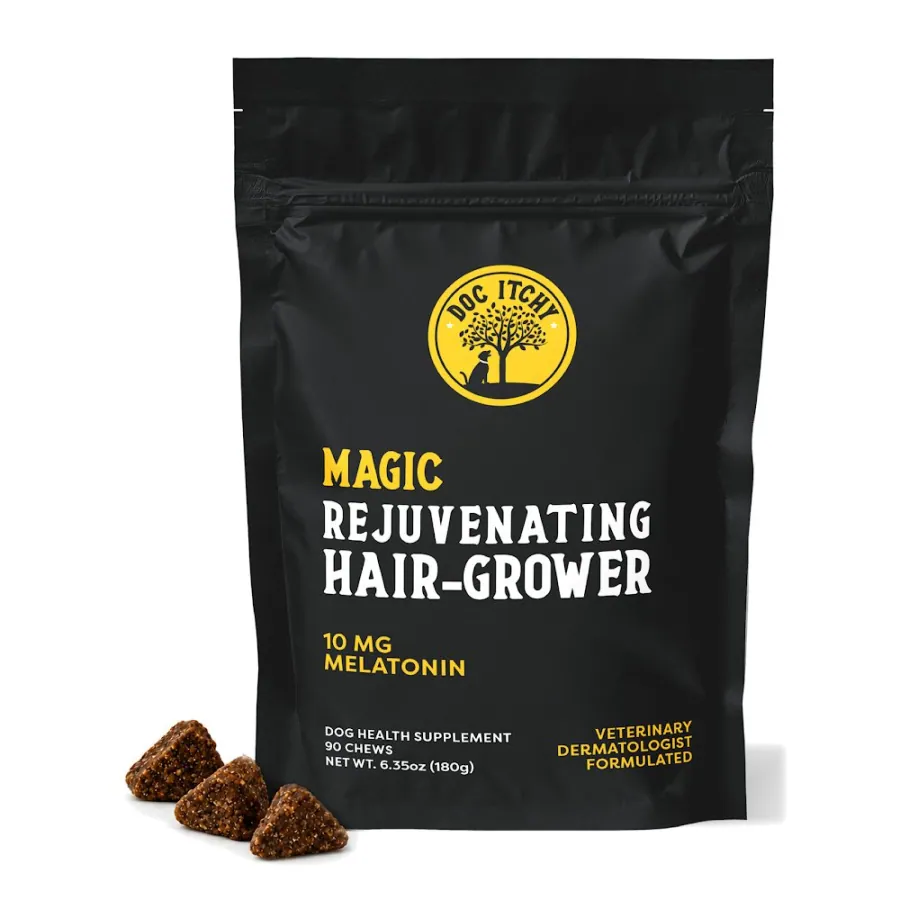 DOC ITCHY
MAGIC
REJUVENATING
HAIR-GROWER
10 MG
MELATONIN
DOG HEALTH SUPPLEMENT
90 CHEWS
NET WT. 6.35oz (180g)
VETERINARY
DERMATOLOGIST
FORMULATED